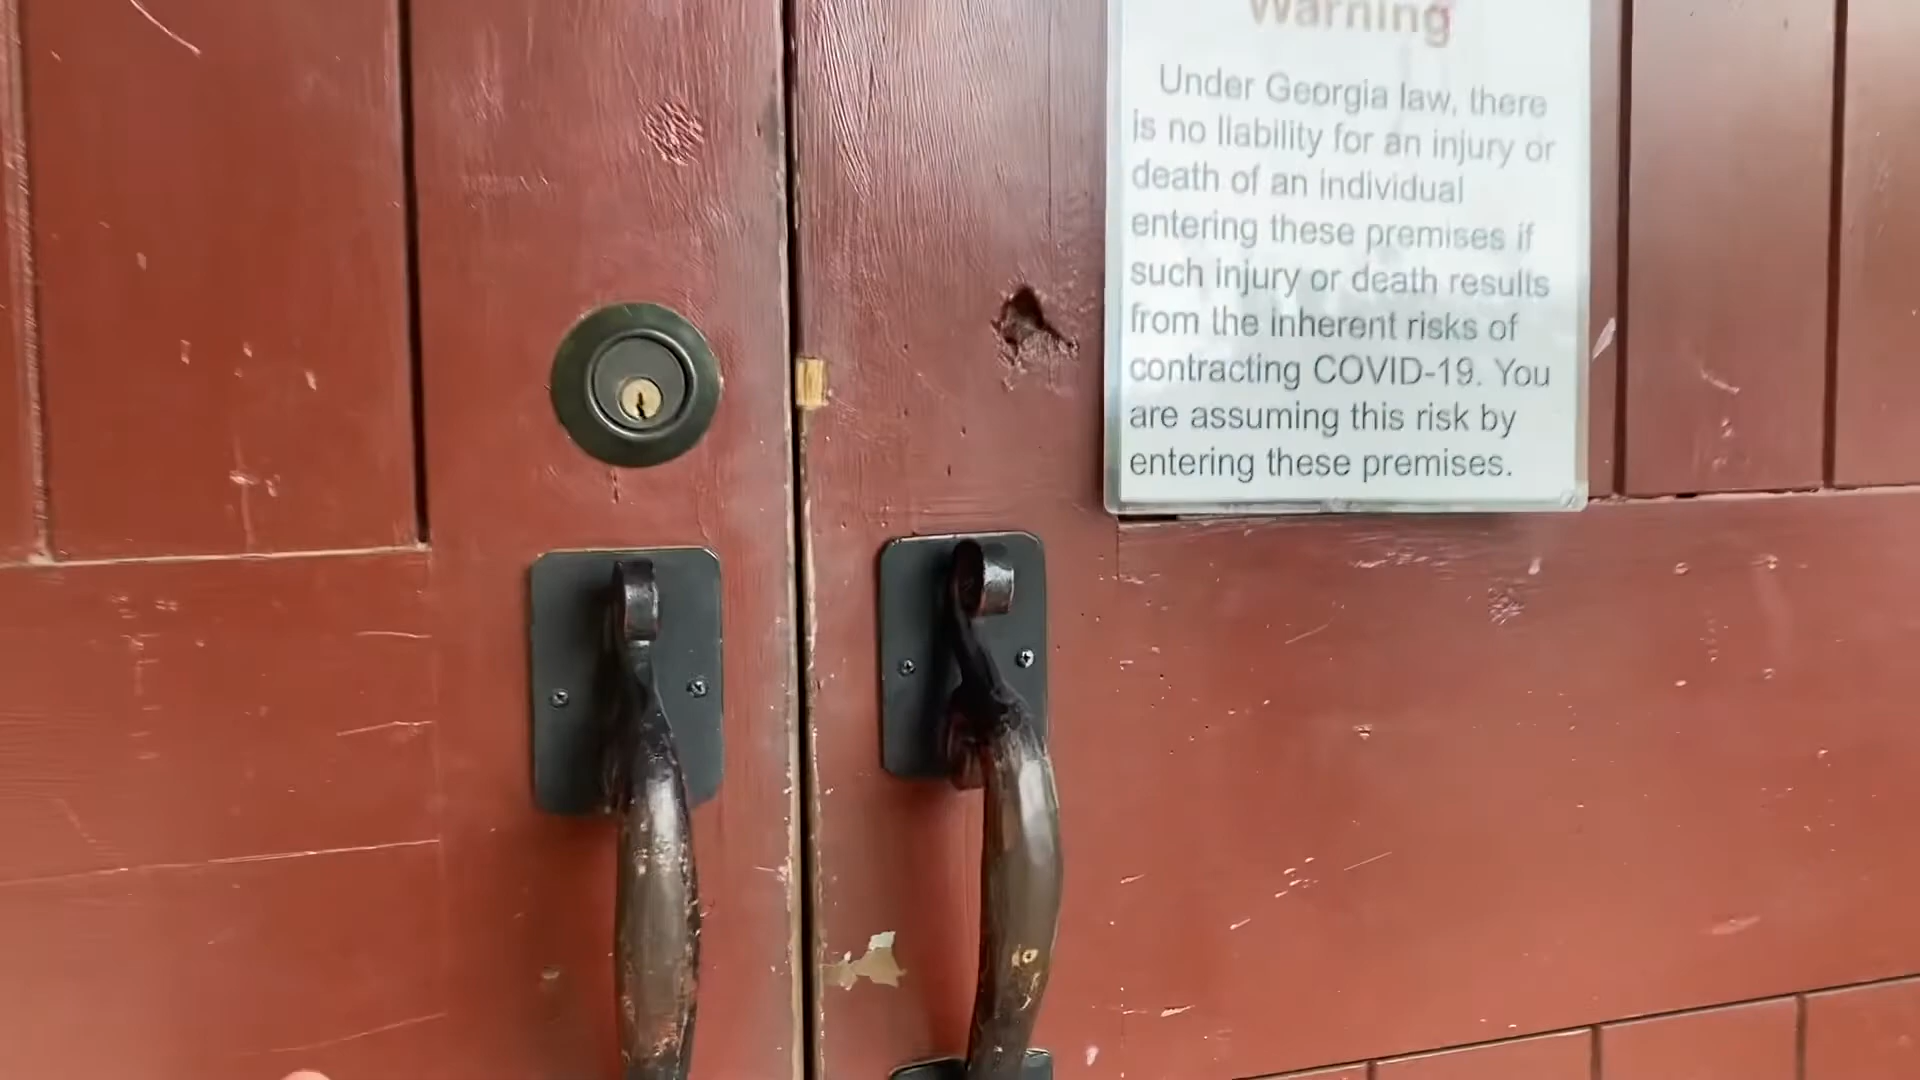 Warning
Under Georgia law, there
is no liability for an injury or
death of an individual
entering these premises if
such injury or death results
from the inherent risks of
contracting COVID-19. You
are assuming this risk by
entering these premises.